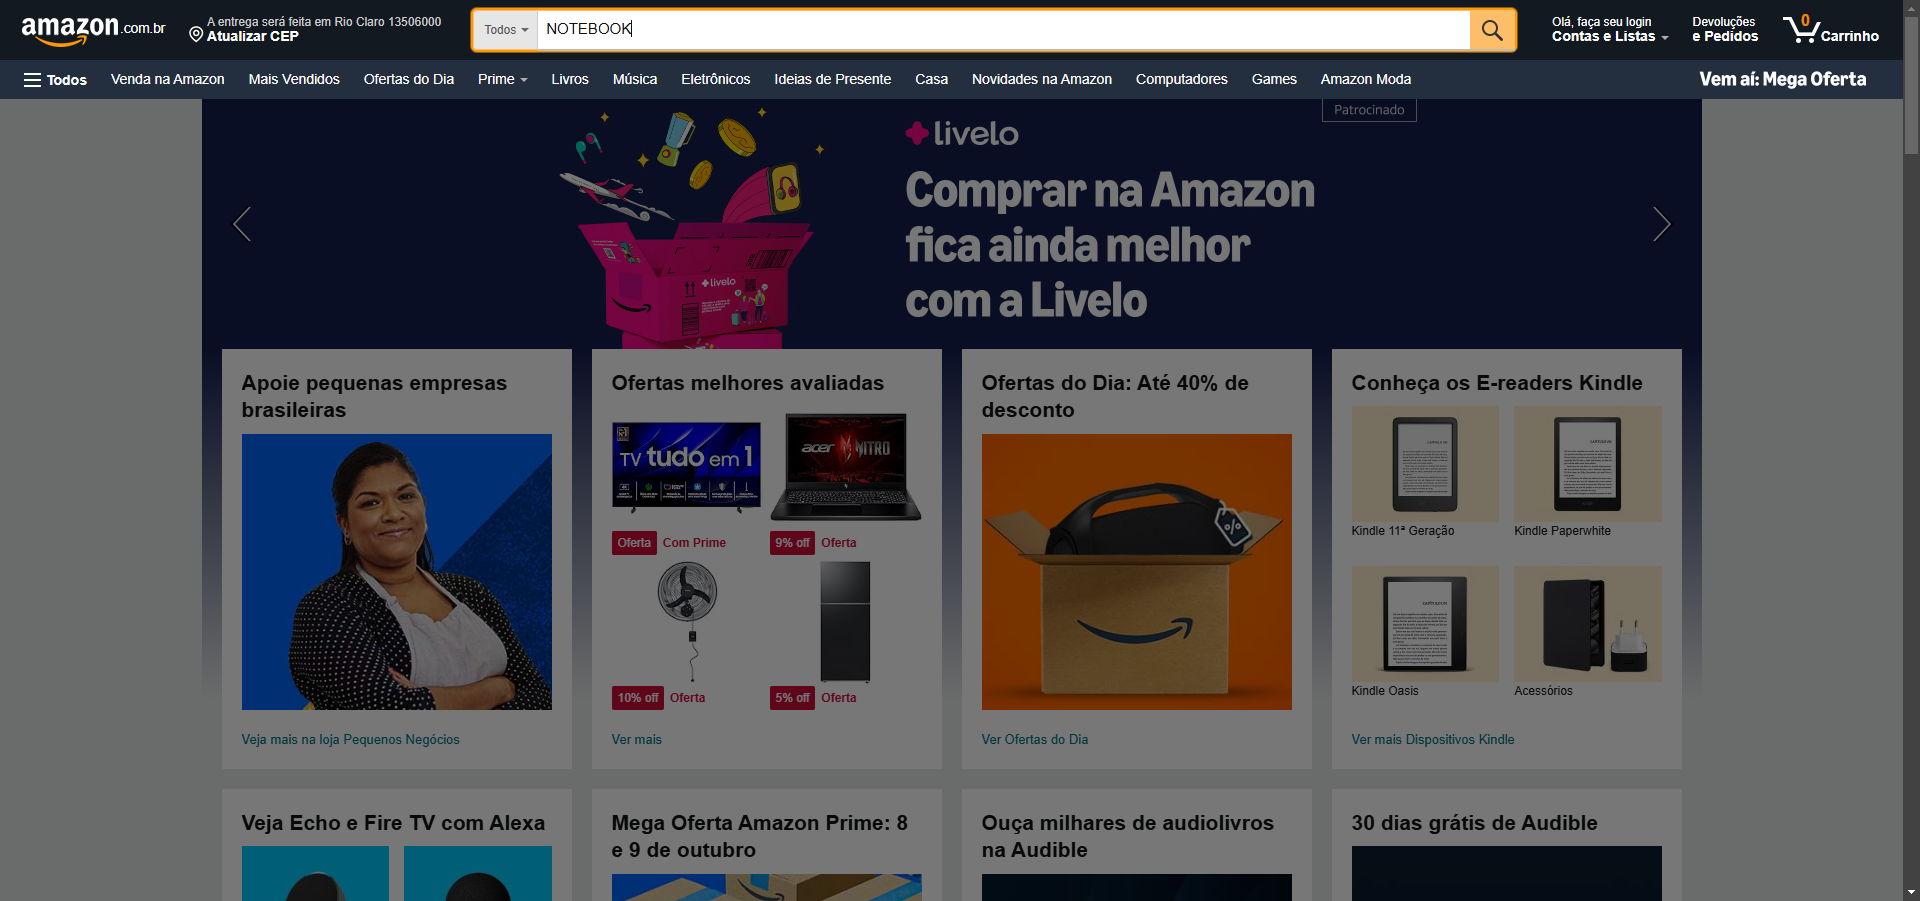 amazon.com.br
A entrega será feita em Rio Claro 13506000
Atualizar CEP
Todos
NOTEBOOK
Olá, faça seu login
Contas e Listas
Devoluções
e Pedidos
0
Carrinho
Todos
Venda na Amazon
Mais Vendidos
Ofertas do Dia
Prime
Livros
Música
Eletrônicos
Ideias de Presente
Casa
Novidades na Amazon
Computadores
Games
Amazon Moda
Vem aí: Mega Oferta
Patrocinado
livelo
Comprar na Amazon
fica ainda melhor
com a Livelo
livelo
Apoie pequenas empresas
brasileiras
Veja mais na loja Pequenos Negócios
Ofertas melhores avaliadas
TV tudo em 1
acer NITRO
Oferta Com Prime
9% off Oferta
10% off Oferta
5% off Oferta
Ver mais
Ofertas do Dia: Até 40% de
desconto
%
Ver Ofertas do Dia
Conheça os E-readers Kindle
Kindle 11ª Geração
Kindle Paperwhite
Kindle Oasis
Acessórios
Ver mais Dispositivos Kindle
Veja Echo e Fire TV com Alexa
Mega Oferta Amazon Prime: 8
e 9 de outubro
Ouça milhares de audiolivros
na Audible
30 dias grátis de Audible